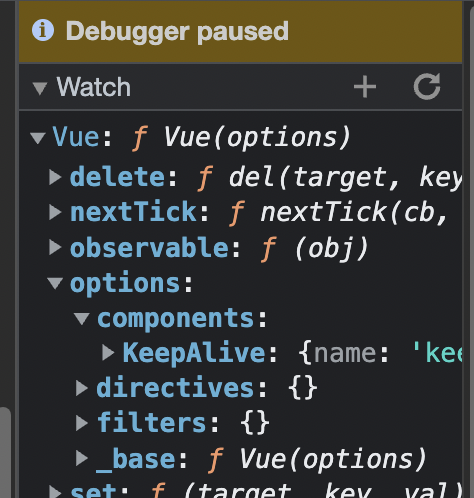 Debugger paused
Watch
Vue: ƒ Vue(options)
delete: ƒ del(target, key
nextTick: ƒ nextTick(cb,
observable: ƒ (obj)
options:
components:
KeepAlive: {name: 'kee
directives: {}
filters: {}
_base: ƒ Vue(options)
set: ƒ (target, key, val)